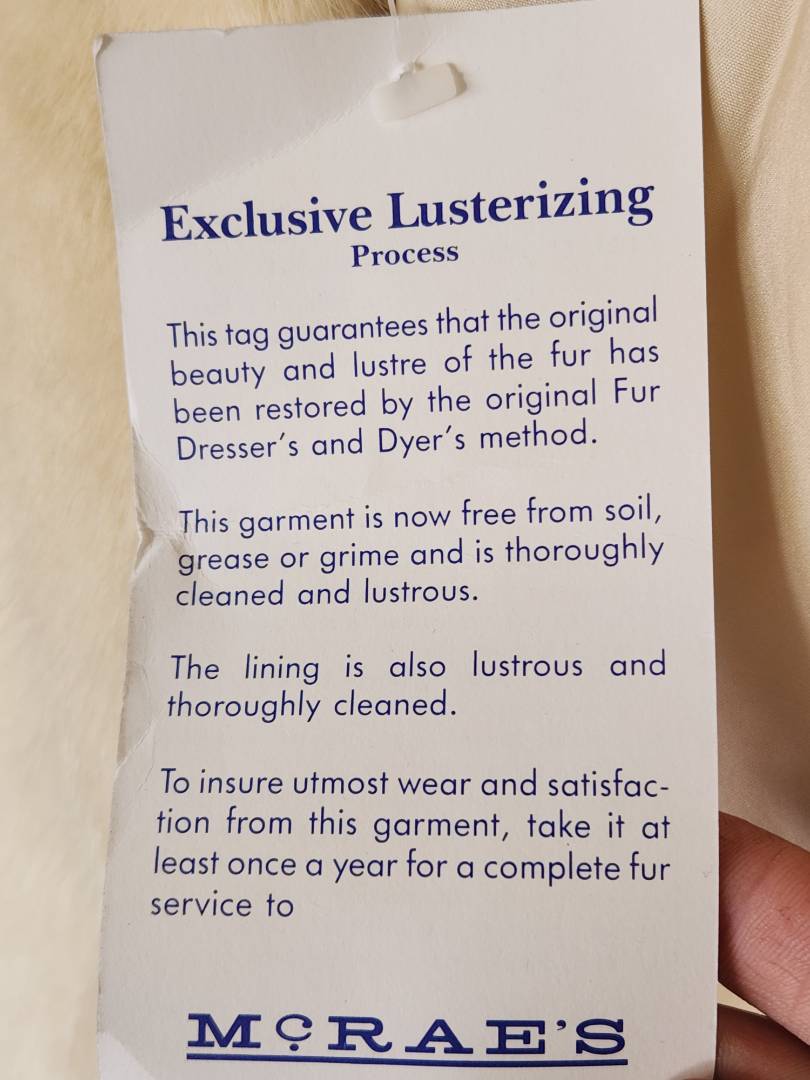 Exclusive Lusterizing
Process
This tag guarantees that the original
beauty and lustre of the fur has
been restored by the original Fur
Dresser's and Dyer's method.
This garment is now free from soil,
grease or grime and is thoroughly
cleaned and lustrous.
The lining is also lustrous and
thoroughly cleaned.
To insure utmost wear and satisfac-
tion from this garment, take it at
least once a year for a complete fur
service to
McRAE'S